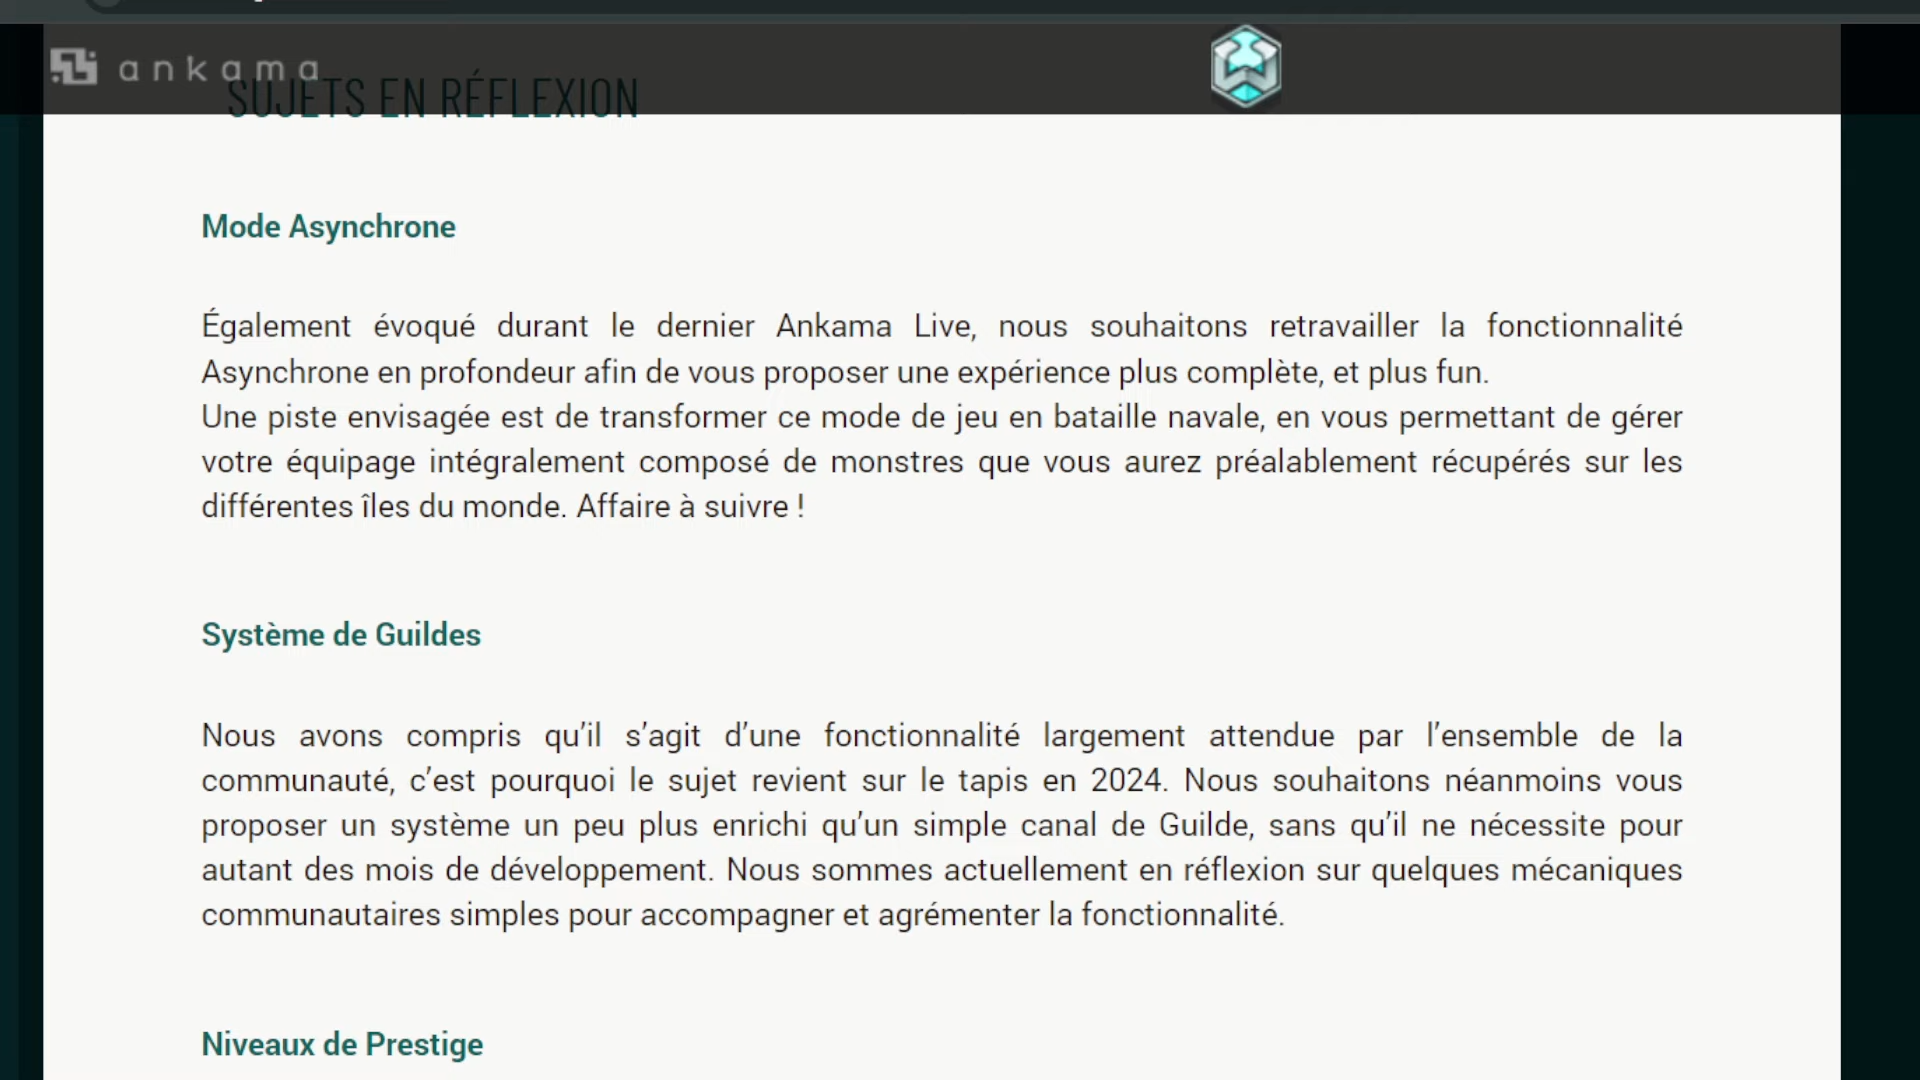 ankama
SUJETS EN RÉFLEXION
Mode Asynchrone
Également évoqué durant le dernier Ankama Live, nous souhaitons retravailler la fonctionnalité
Asynchrone en profondeur afin de vous proposer une expérience plus complète, et plus fun.
Une piste envisagée est de transformer ce mode de jeu en bataille navale, en vous permettant de gérer
votre équipage intégralement composé de monstres que vous aurez préalablement récupérés sur les
différentes îles du monde. Affaire à suivre !
Système de Guildes
Nous avons compris qu’il s’agit d’une fonctionnalité largement attendue par l’ensemble de la
communauté, c’est pourquoi le sujet revient sur le tapis en 2024. Nous souhaitons néanmoins vous
proposer un système un peu plus enrichi qu’un simple canal de Guilde, sans qu’il ne nécessite pour
autant des mois de développement. Nous sommes actuellement en réflexion sur quelques mécaniques
communautaires simples pour accompagner et agrémenter la fonctionnalité.
Niveaux de Prestige